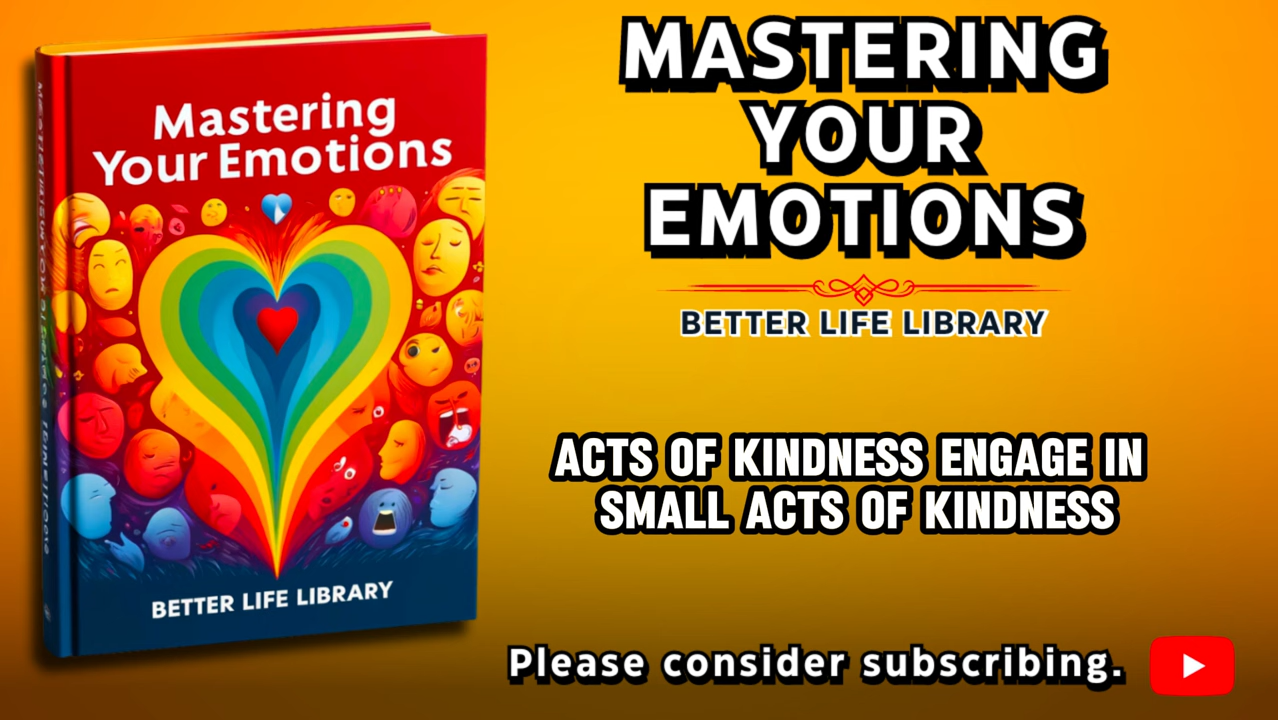 Mastering
Your Emotions
BETTER LIFE LIBRARY
MASTERING
YOUR
EMOTIONS
BETTER LIFE LIBRARY
ACTS OF KINDNESS ENGAGE IN
SMALL ACTS OF KINDNESS
Please consider subscribing.